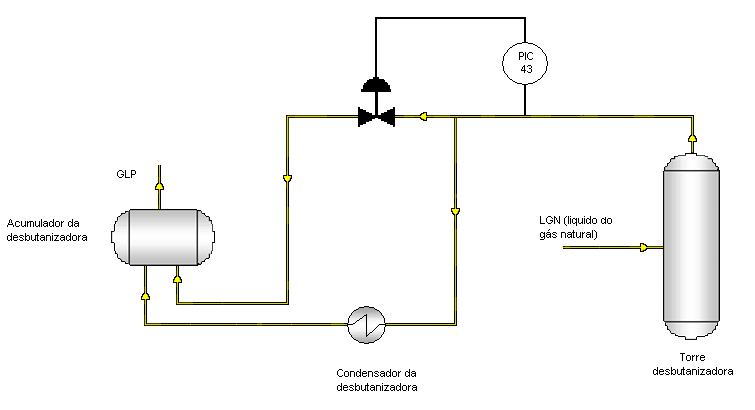 PIC
43
GLP
Acumulador da
desbutanizadora
LGN (liquido do
gás natural)
Condensador da
desbutanizadora
Torre
desbutanizadora